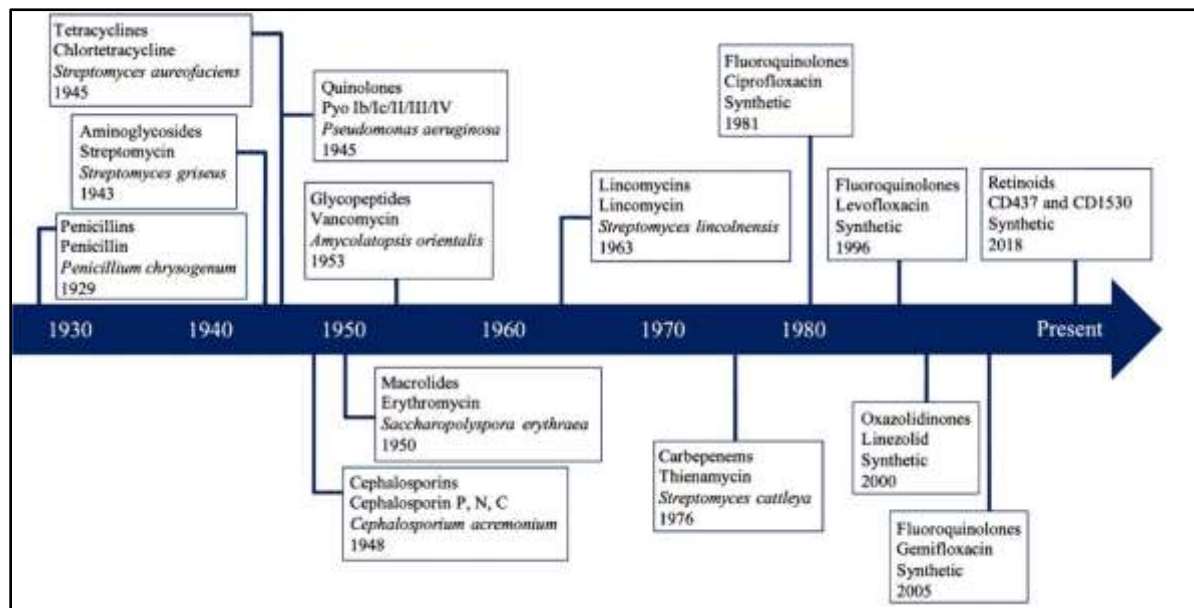 Tetracyclines
Chlortetracycline
Streptomyces aureofaciens
1945
Quinolones
Pyo Ib/Ic/II/III/IV
Pseudomonas aeruginosa
1945
Aminoglycosides
Streptomycin
Streptomyces griseus
1943
Penicillins
Penicillin
Penicillium chrysogenum
1929
Glycopeptides
Vancomycin
Amycolatopsis orientalis
1953
Lincomycins
Lincomycin
Streptomyces lincolnensis
1963
Fluoroquinolones
Ciprofloxacin
Synthetic
1981
Fluoroquinolones
Levofloxacin
Synthetic
1996
Retinoids
CD437 and CD1530
Synthetic
2018
1930 1940 1950 1960 1970 1980 Present
Macrolides
Erythromycin
Saccharopolyspora erythraea
1950
Cephalosporins
Cephalosporin P, N, C
Cephalosporium acremonium
1948
Carbepenems
Thienamycin
Streptomyces cattleya
1976
Oxazolidinones
Linezolid
Synthetic
2000
Fluoroquinolones
Gemifloxacin
Synthetic
2005